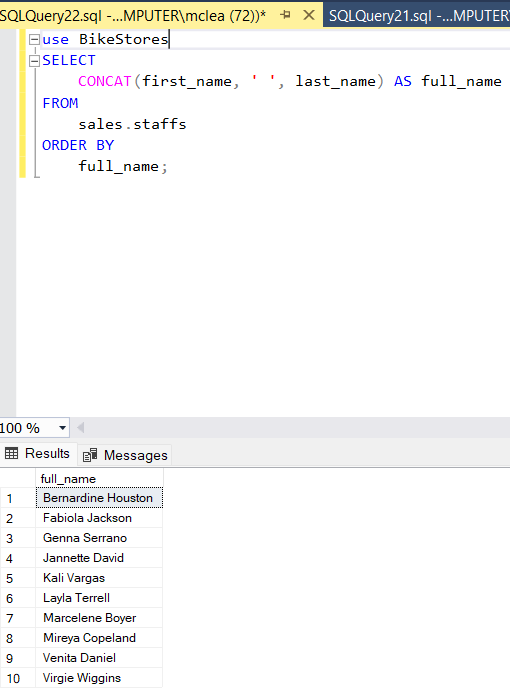 SQLQuery22.sql -...MPUTER\mclea (72))* SQLQuery21.sql -...MPUTER
use BikeStores
SELECT
CONCAT(first_name, ' ', last_name) AS full_name
FROM
sales.staffs
ORDER BY
full_name;
100 %
Results Messages
full_name
1 Bernardine Houston
2 Fabiola Jackson
3 Genna Serrano
4 Jannette David
5 Kali Vargas
6 Layla Terrell
7 Marcelene Boyer
8 Mireya Copeland
9 Venita Daniel
10 Virgie Wiggins